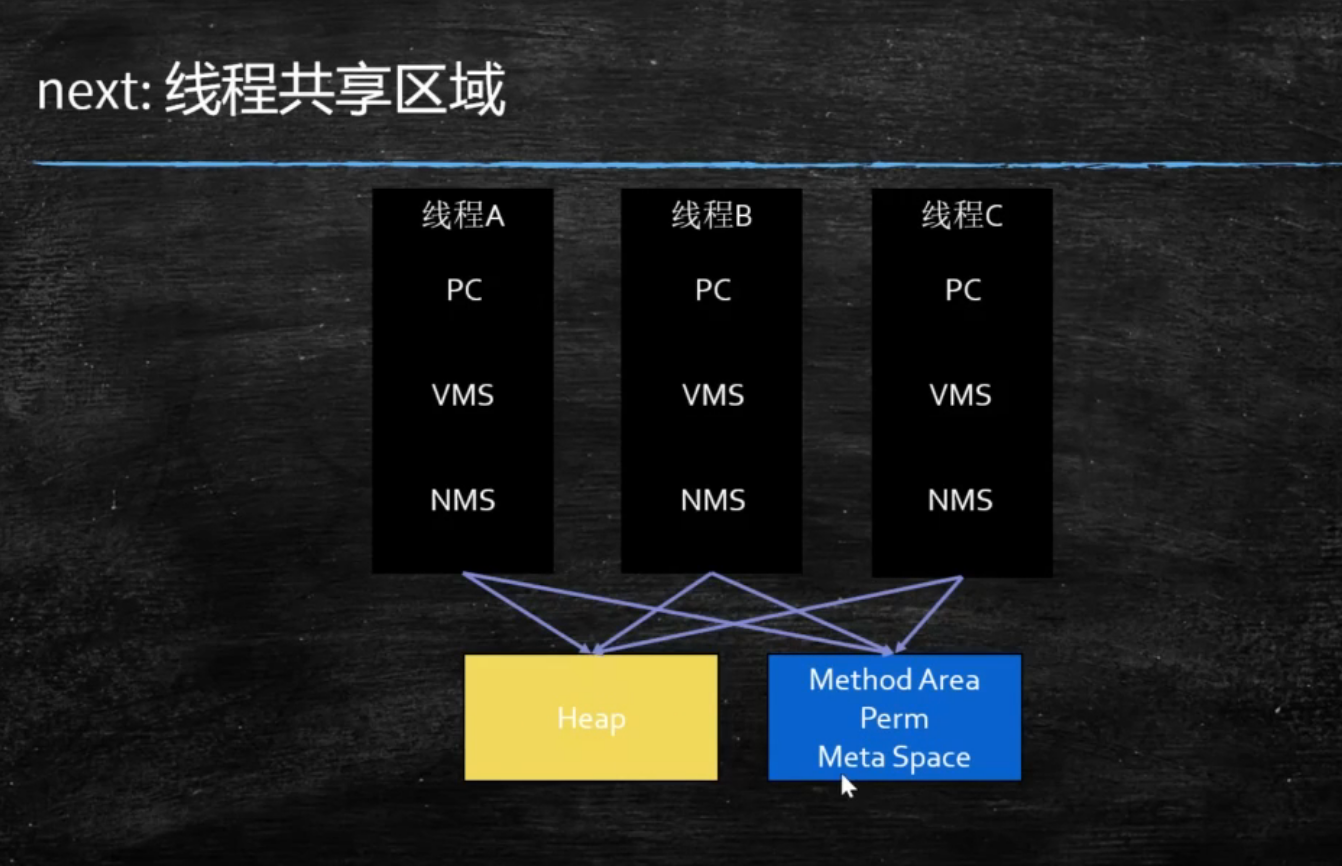 next: 线程共享区域
线程A
PC
VMS
NMS
线程B
PC
VMS
NMS
线程C
PC
VMS
NMS
Heap
Method Area
Perm
Meta Space